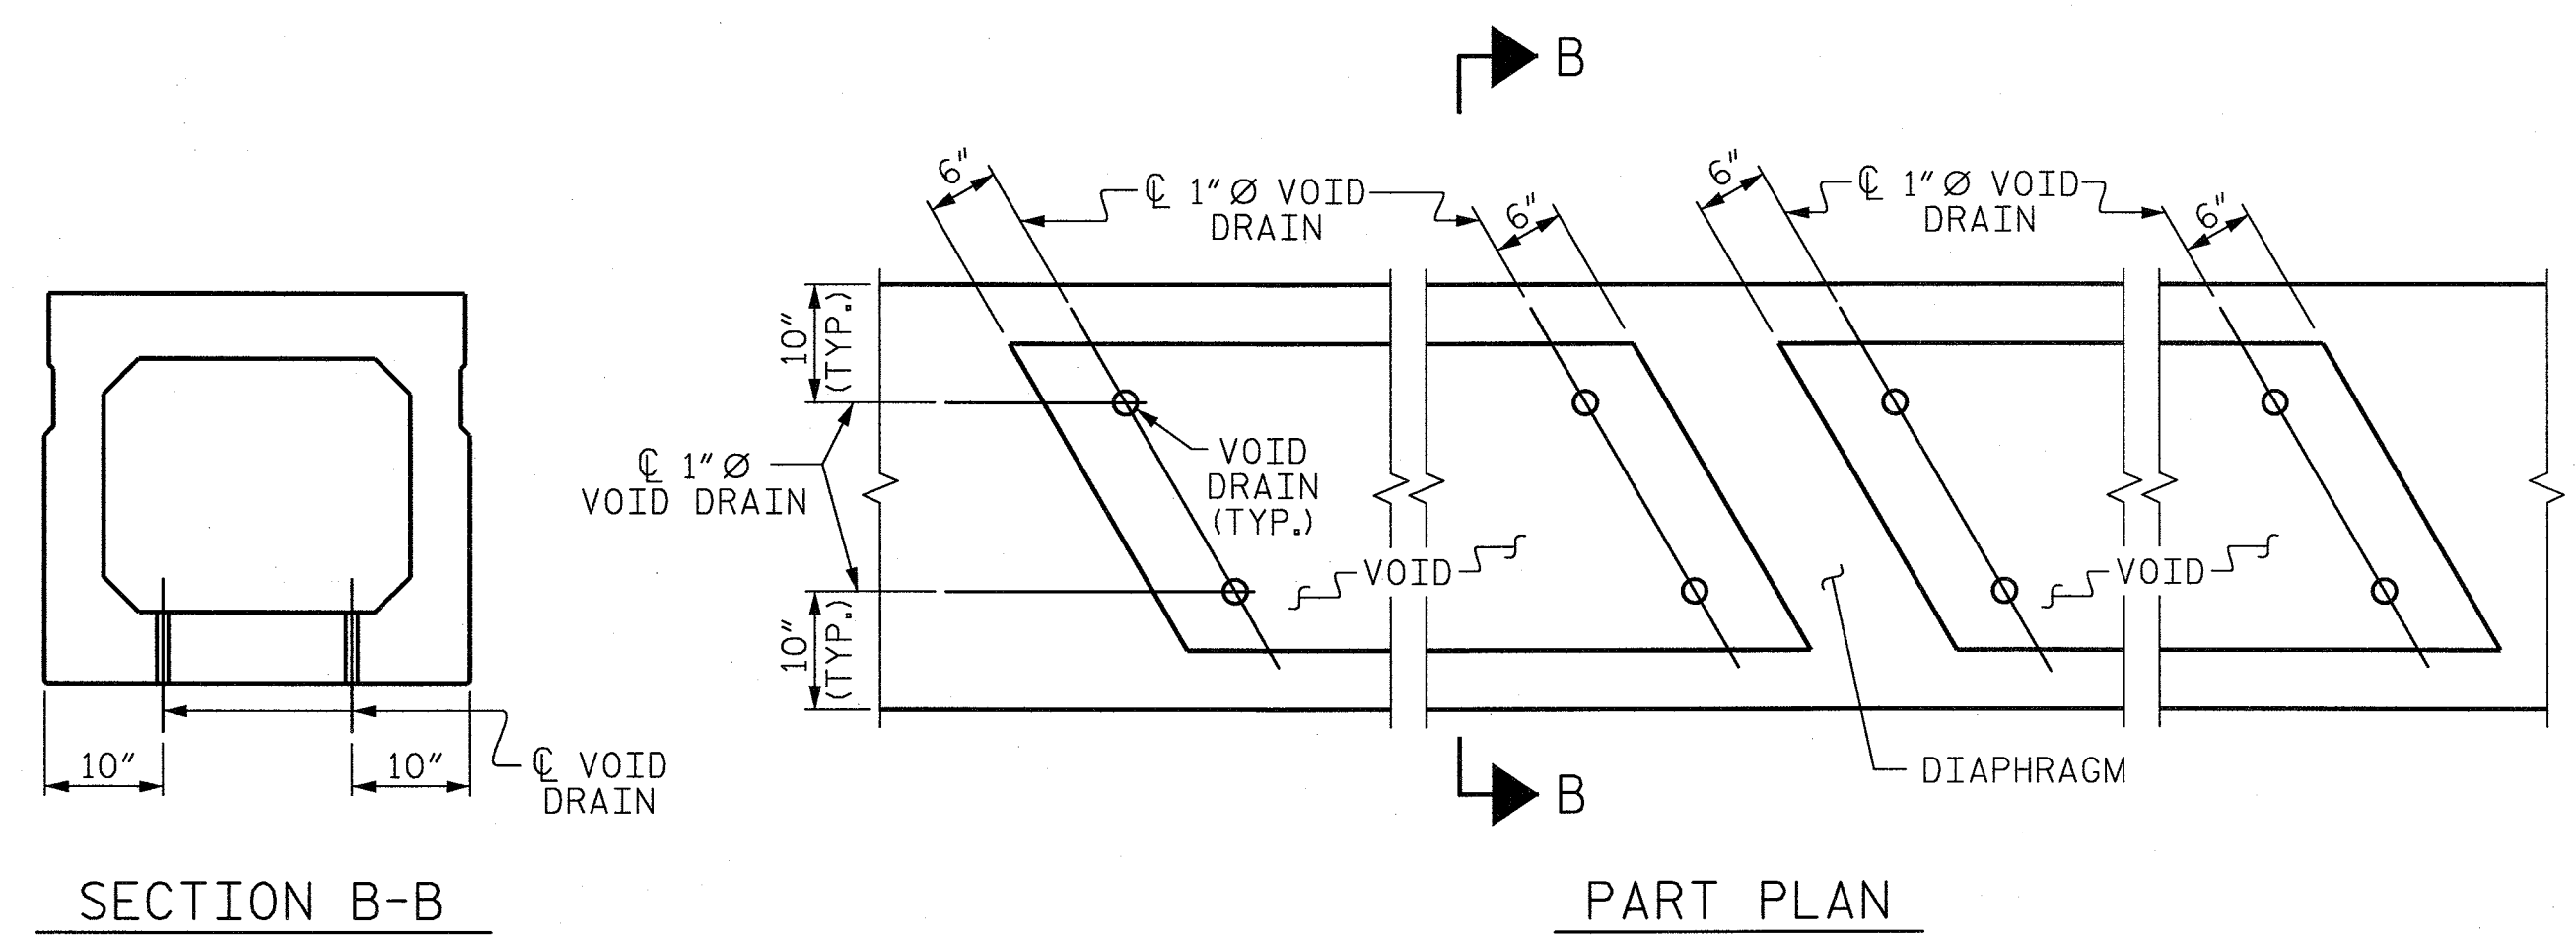 B
6"
℄ 1" Ø VOID
DRAIN
6"
6"
℄ 1" Ø VOID
DRAIN
6"
10"
(TYP.)
℄ 1" Ø
VOID DRAIN
VOID
DRAIN
(TYP.)
VOID
VOID
10"
(TYP.)
DIAPHRAGM
10"
10"
℄ VOID
DRAIN
B
SECTION B-B
PART PLAN